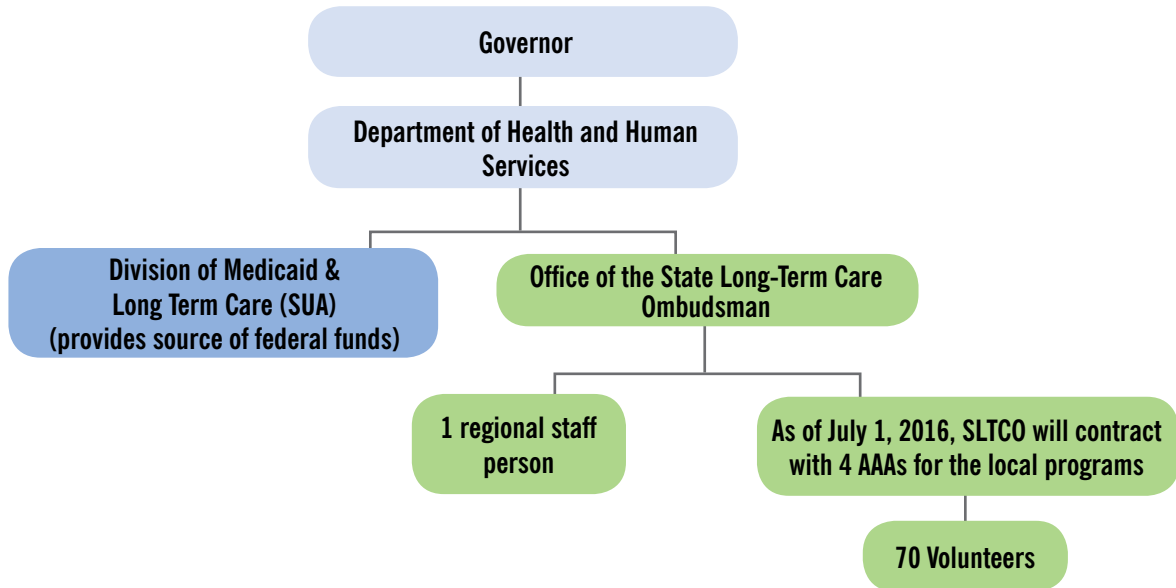 Governor
Department of Health and Human
Services
Division of Medicaid &
Long Term Care (SUA)
(provides source of federal funds)
Office of the State Long-Term Care
Ombudsman
1 regional staff
person
As of July 1, 2016, SLTCO will contract
with 4 AAAs for the local programs
70 Volunteers